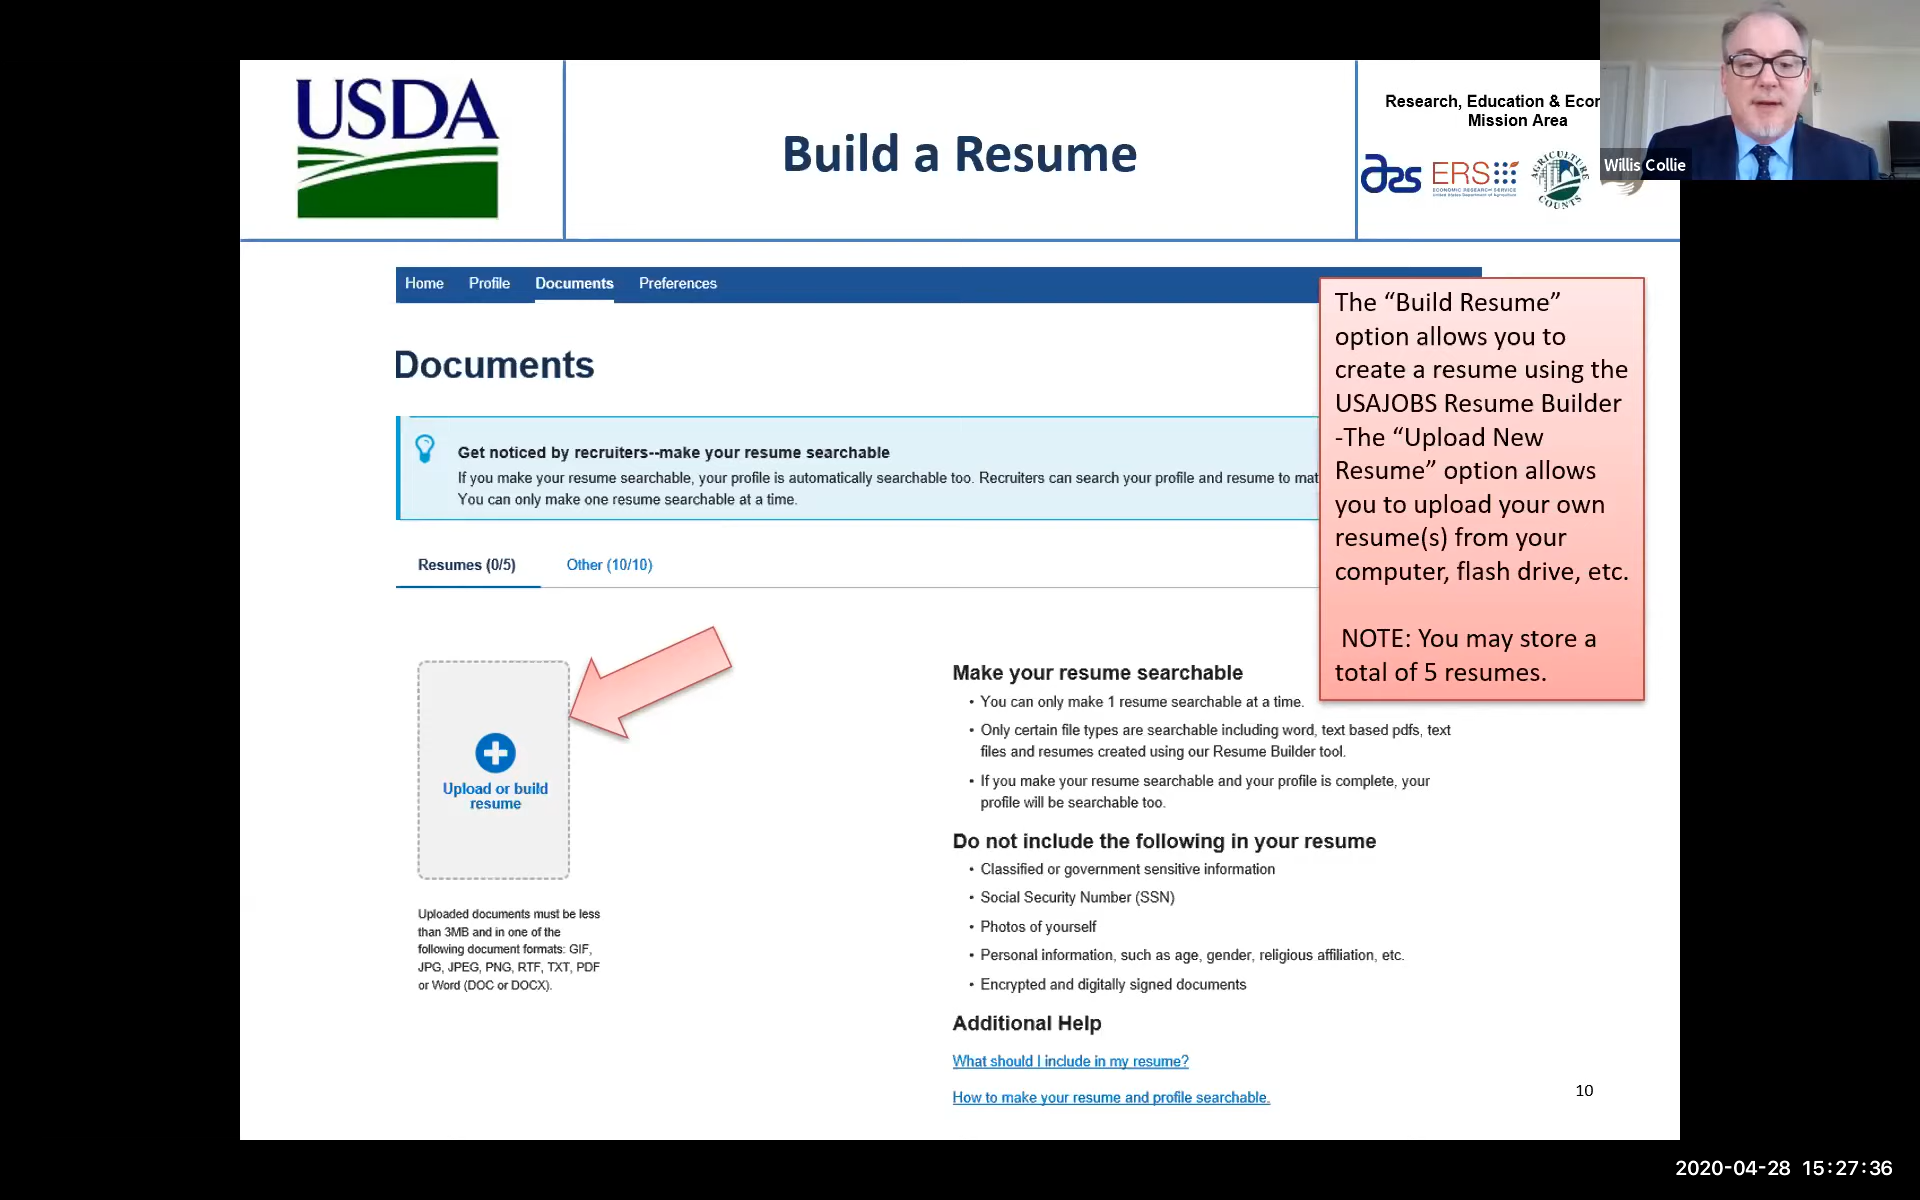 USDA
Build a Resume
Research, Education & Econ
Mission Area
ars
ERS
ECONOMIC RESEARCH SERVICE
United States Department of Agriculture
AGRICULTURE
COUNTS
Willis Collie
Home Profile Documents Preferences
Documents
Get noticed by recruiters--make your resume searchable
If you make your resume searchable, your profile is automatically searchable too. Recruiters can search your profile and resume to mat
You can only make one resume searchable at a time.
Resumes (0/5) Other (10/10)
The “Build Resume”
option allows you to
create a resume using the
USAJOBS Resume Builder
-The “Upload New
Resume” option allows
you to upload your own
resume(s) from your
computer, flash drive, etc.
NOTE: You may store a
total of 5 resumes.
Upload or build
resume
Uploaded documents must be less
than 3MB and in one of the
following document formats: GIF,
JPG, JPEG, PNG, RTF, TXT, PDF
or Word (DOC or DOCX).
Make your resume searchable
• You can only make 1 resume searchable at a time.
• Only certain file types are searchable including word, text based pdfs, text
files and resumes created using our Resume Builder tool.
• If you make your resume searchable and your profile is complete, your
profile will be searchable too.
Do not include the following in your resume
• Classified or government sensitive information
• Social Security Number (SSN)
• Photos of yourself
• Personal information, such as age, gender, religious affiliation, etc.
• Encrypted and digitally signed documents
Additional Help
What should I include in my resume?
How to make your resume and profile searchable.
10
2020-04-28 15:27:36